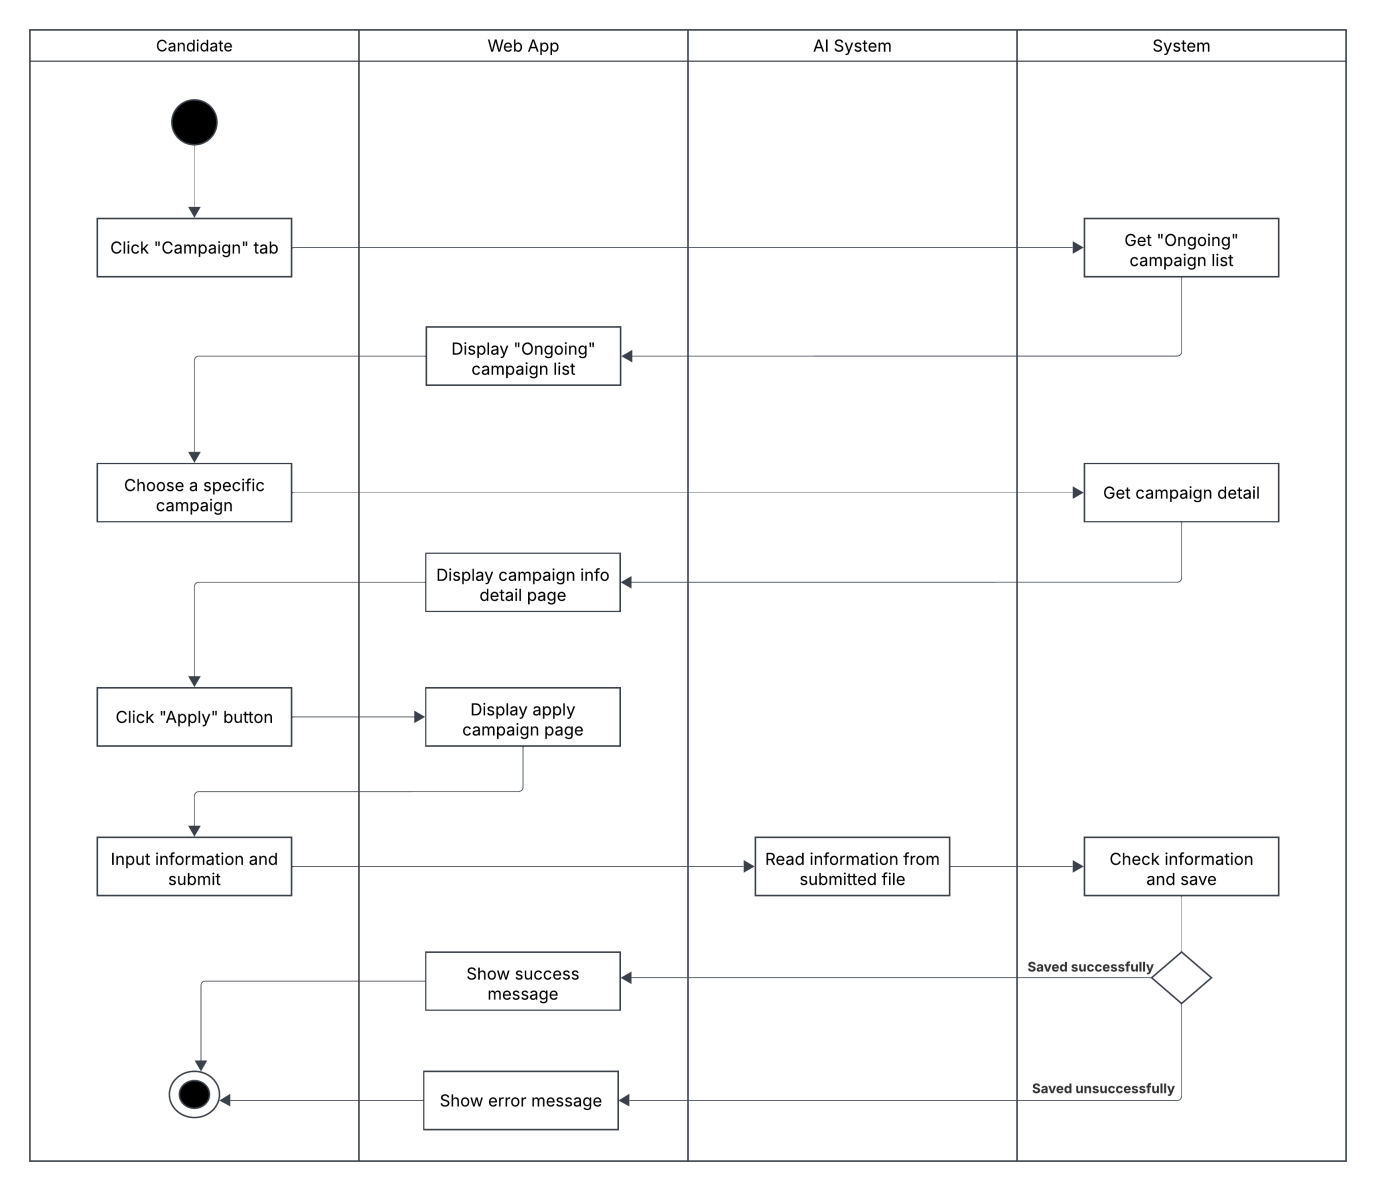 Candidate
Web App
AI System
System
Click "Campaign" tab
Get "Ongoing"
campaign list
Display "Ongoing"
campaign list
Choose a specific
campaign
Get campaign detail
Display campaign info
detail page
Click "Apply" button
Display apply
campaign page
Input information and
submit
Read information from
submitted file
Check information
and save
Saved successfully
Show success
message
Saved unsuccessfully
Show error message